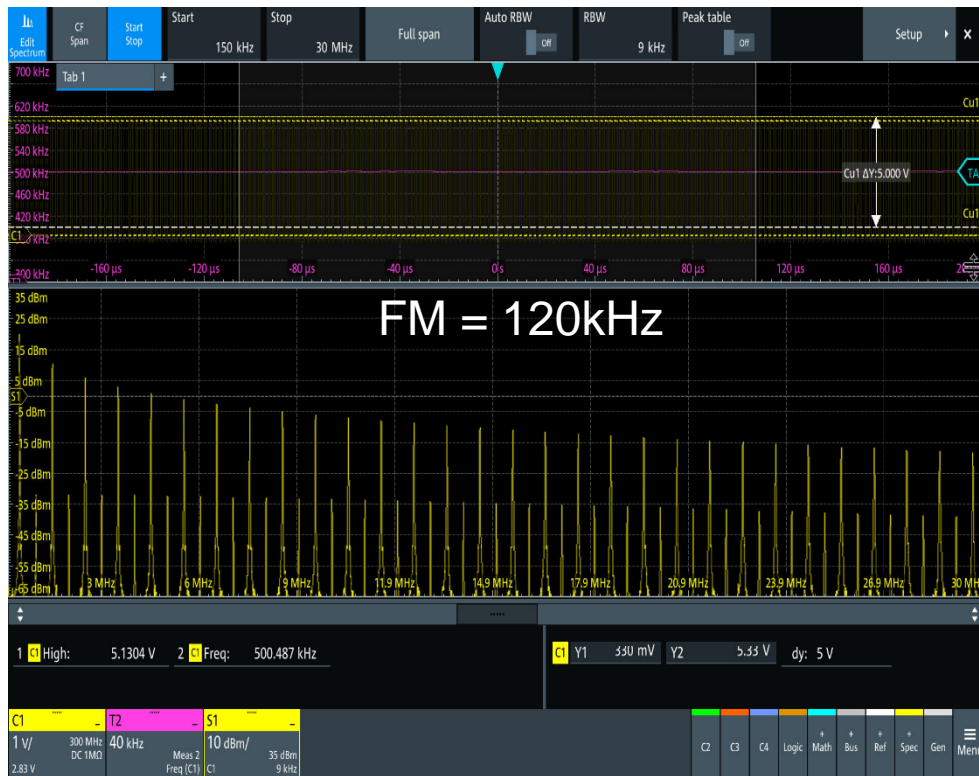 Edit Spectrum
CF Span
Start Stop
Start 150 kHz
Stop 30 MHz
Full span
Auto RBW Off
RBW 9 kHz
Peak table Off
Setup
×
700 kHz
Tab 1 +
620 kHz
580 kHz
540 kHz
500 kHz
460 kHz
420 kHz
C1
kHz
300 kHz
Cu1
Cu1 ΔY:5.000 V
TA
Cu1
-160 µs -120 µs -80 µs -40 µs 0 s 40 µs 80 µs 120 µs 160 µs
35 dBm
FM = 120kHz
25 dBm
15 dBm
5 dBm
S1
-5 dBm
-15 dBm
-25 dBm
-35 dBm
-45 dBm
-55 dBm
-65 dBm
3 MHz 6 MHz 9 MHz 11.9 MHz 14.9 MHz 17.9 MHz 20.9 MHz 23.9 MHz 26.9 MHz 30 MH
1 C1 High: 5.1304 V 2 C1 Freq: 500.487 kHz
C1 Y1 330 mV Y2 5.33 V dy: 5 V
C1
1 V/ 300 MHz
DC 1MΩ
2.83 V
T2
40 kHz
Meas 2
Freq (C1)
S1
10 dBm/
35 dBm
C1 9 kHz
C2 C3 C4 Logic + Math + Bus + Ref + Spec Gen Menu